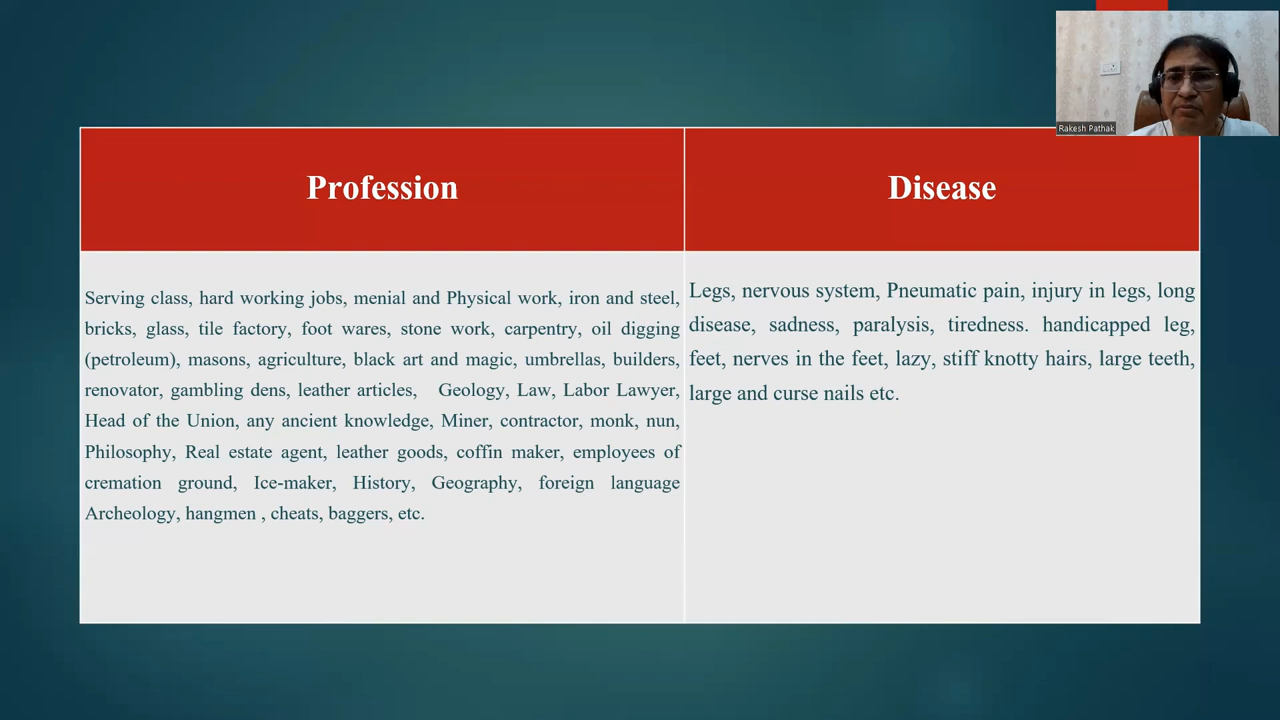 Rakesh Pathak
Profession
Disease
Serving class, hard working jobs, menial and Physical work, iron and steel,
bricks, glass, tile factory, foot wares, stone work, carpentry, oil digging
(petroleum), masons, agriculture, black art and magic, umbrellas, builders,
renovator, gambling dens, leather articles, Geology, Law, Labor Lawyer,
Head of the Union, any ancient knowledge, Miner, contractor, monk, nun,
Philosophy, Real estate agent, leather goods, coffin maker, employees of
cremation ground, Ice-maker, History, Geography, foreign language
Archeology, hangmen , cheats, baggers, etc.
Legs, nervous system, Pneumatic pain, injury in legs, long
disease, sadness, paralysis, tiredness. handicapped leg,
feet, nerves in the feet, lazy, stiff knotty hairs, large teeth,
large and curse nails etc.